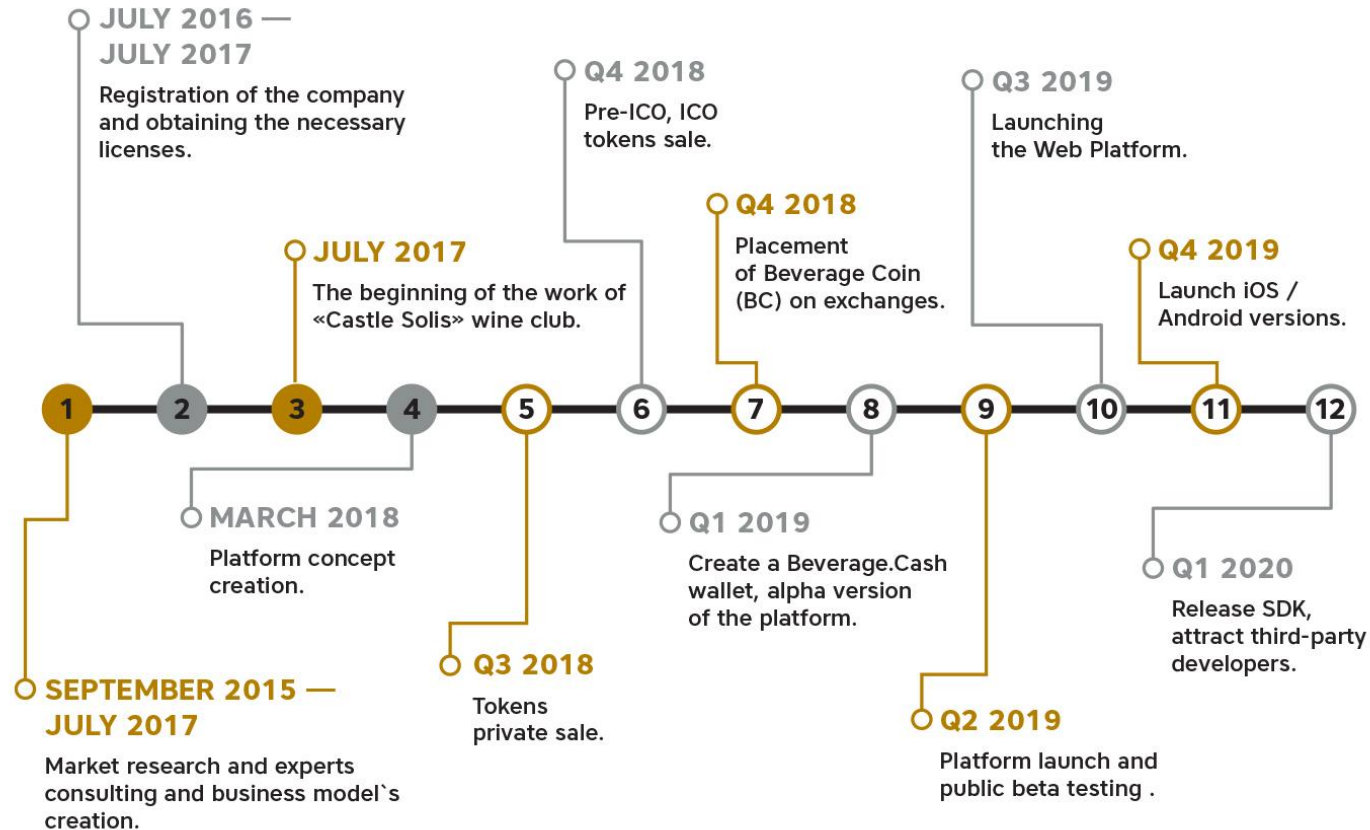 JULY 2016 —
JULY 2017
Registration of the company
and obtaining the necessary
licenses.
Q4 2018
Pre-ICO, ICO
tokens sale.
Q3 2019
Launching
the Web Platform.
JULY 2017
The beginning of the work of
«Castle Solis» wine club.
Q4 2018
Placement
of Beverage Coin
(BC) on exchanges.
Q4 2019
Launch iOS /
Android versions.
1 2 3 4 5 6 7 8 9 10 11 12
MARCH 2018
Platform concept
creation.
Q1 2019
Create a Beverage.Cash
wallet, alpha version
of the platform.
Q1 2020
Release SDK,
attract third-party
developers.
SEPTEMBER 2015 —
JULY 2017
Market research and experts
consulting and business model`s
creation.
Q3 2018
Tokens
private sale.
Q2 2019
Platform launch and
public beta testing .